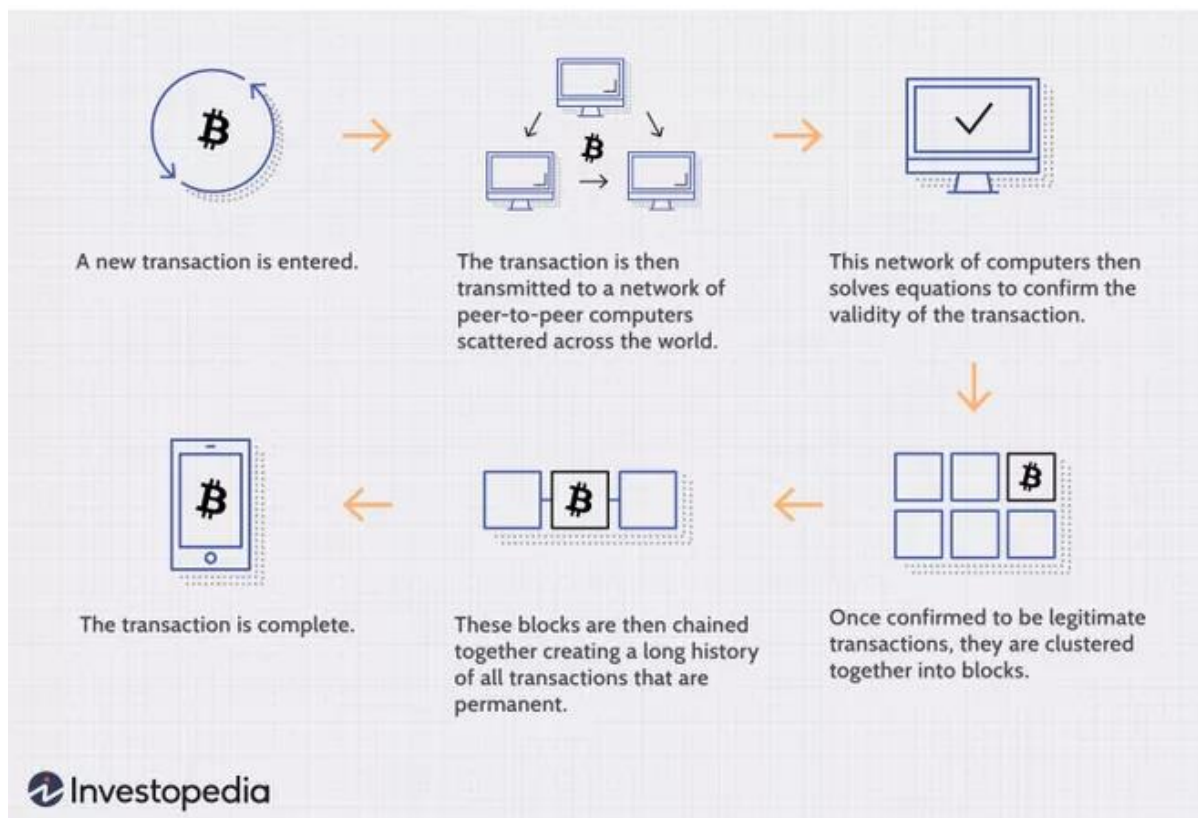 A new transaction is entered.
The transaction is then
transmitted to a network of
peer-to-peer computers
scattered across the world.
This network of computers then
solves equations to confirm the
validity of the transaction.
Once confirmed to be legitimate
transactions, they are clustered
together into blocks.
These blocks are then chained
together creating a long history
of all transactions that are
permanent.
The transaction is complete.
Investopedia